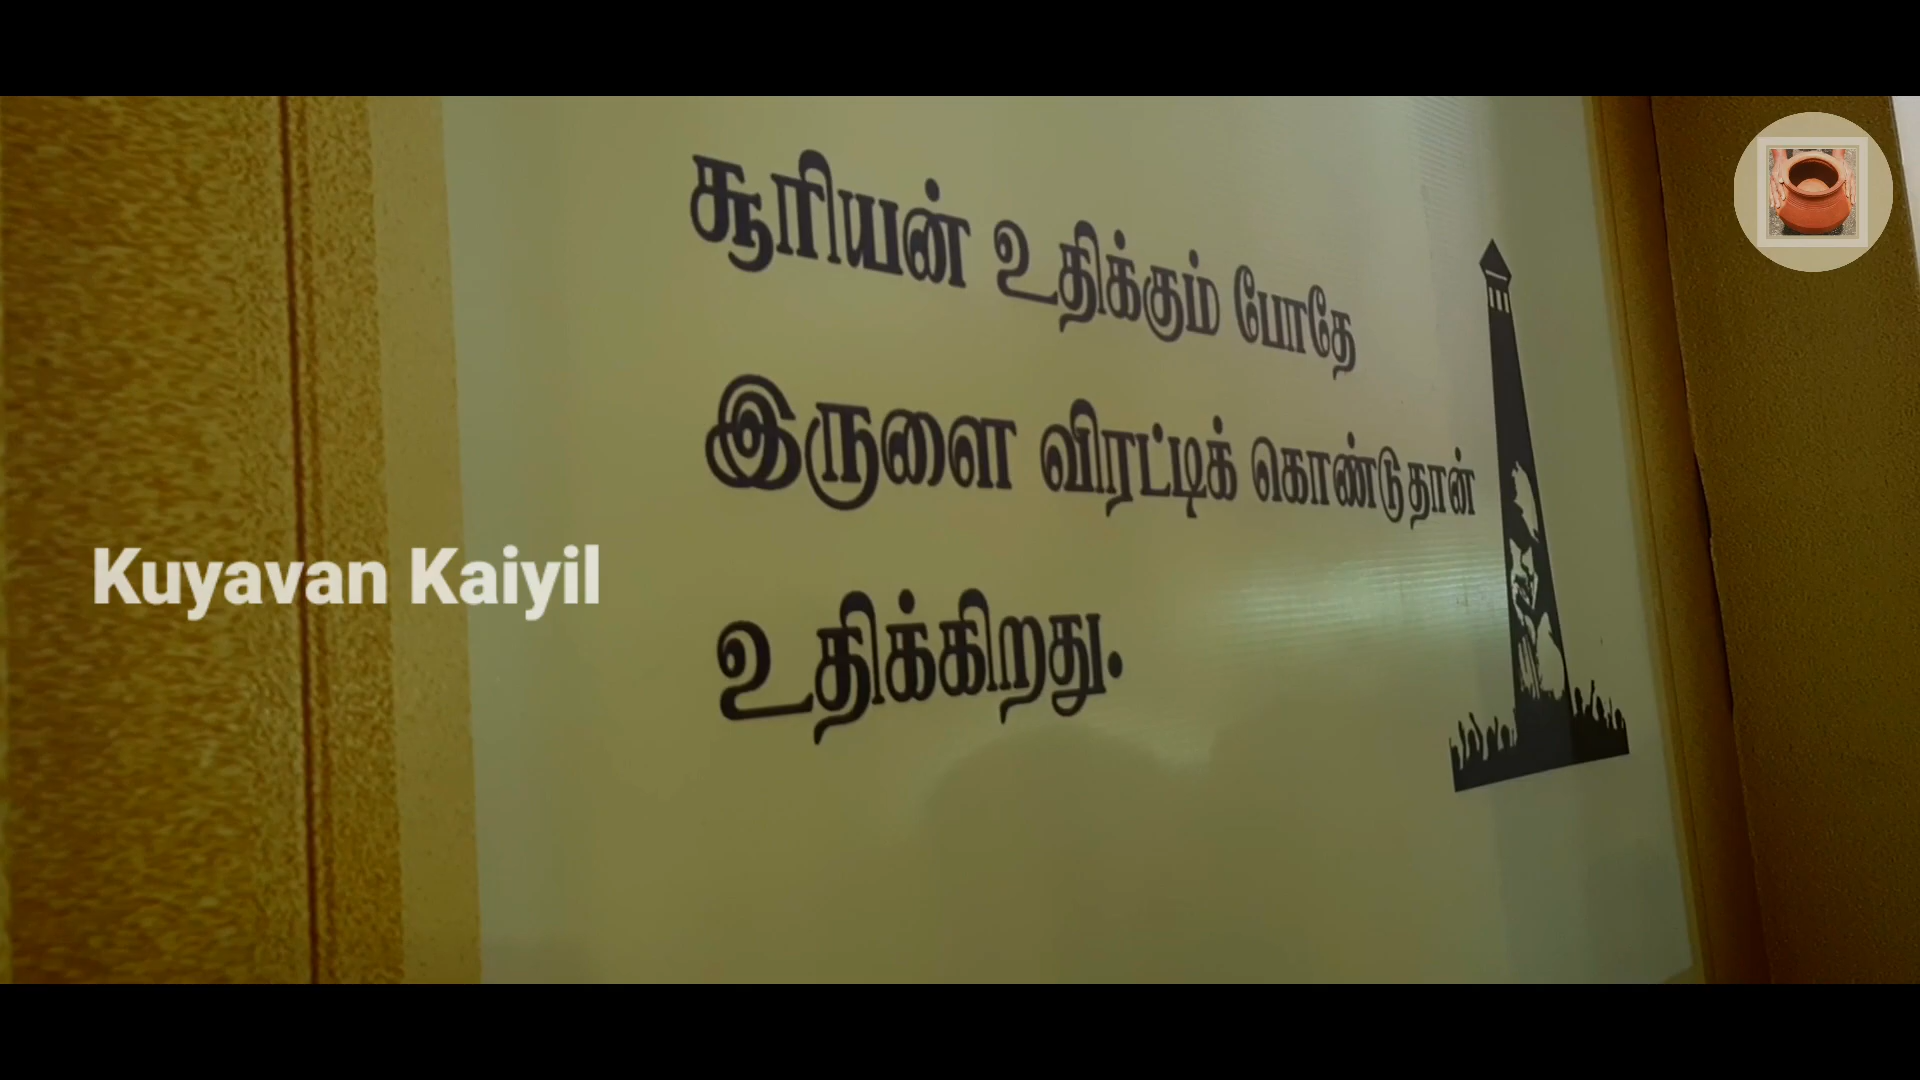 சூரியன் உதிக்கும் போதே
இருளை விரட்டிக் கொண்டுதான்
உதிக்கிறது.
Kuyavan Kaiyil